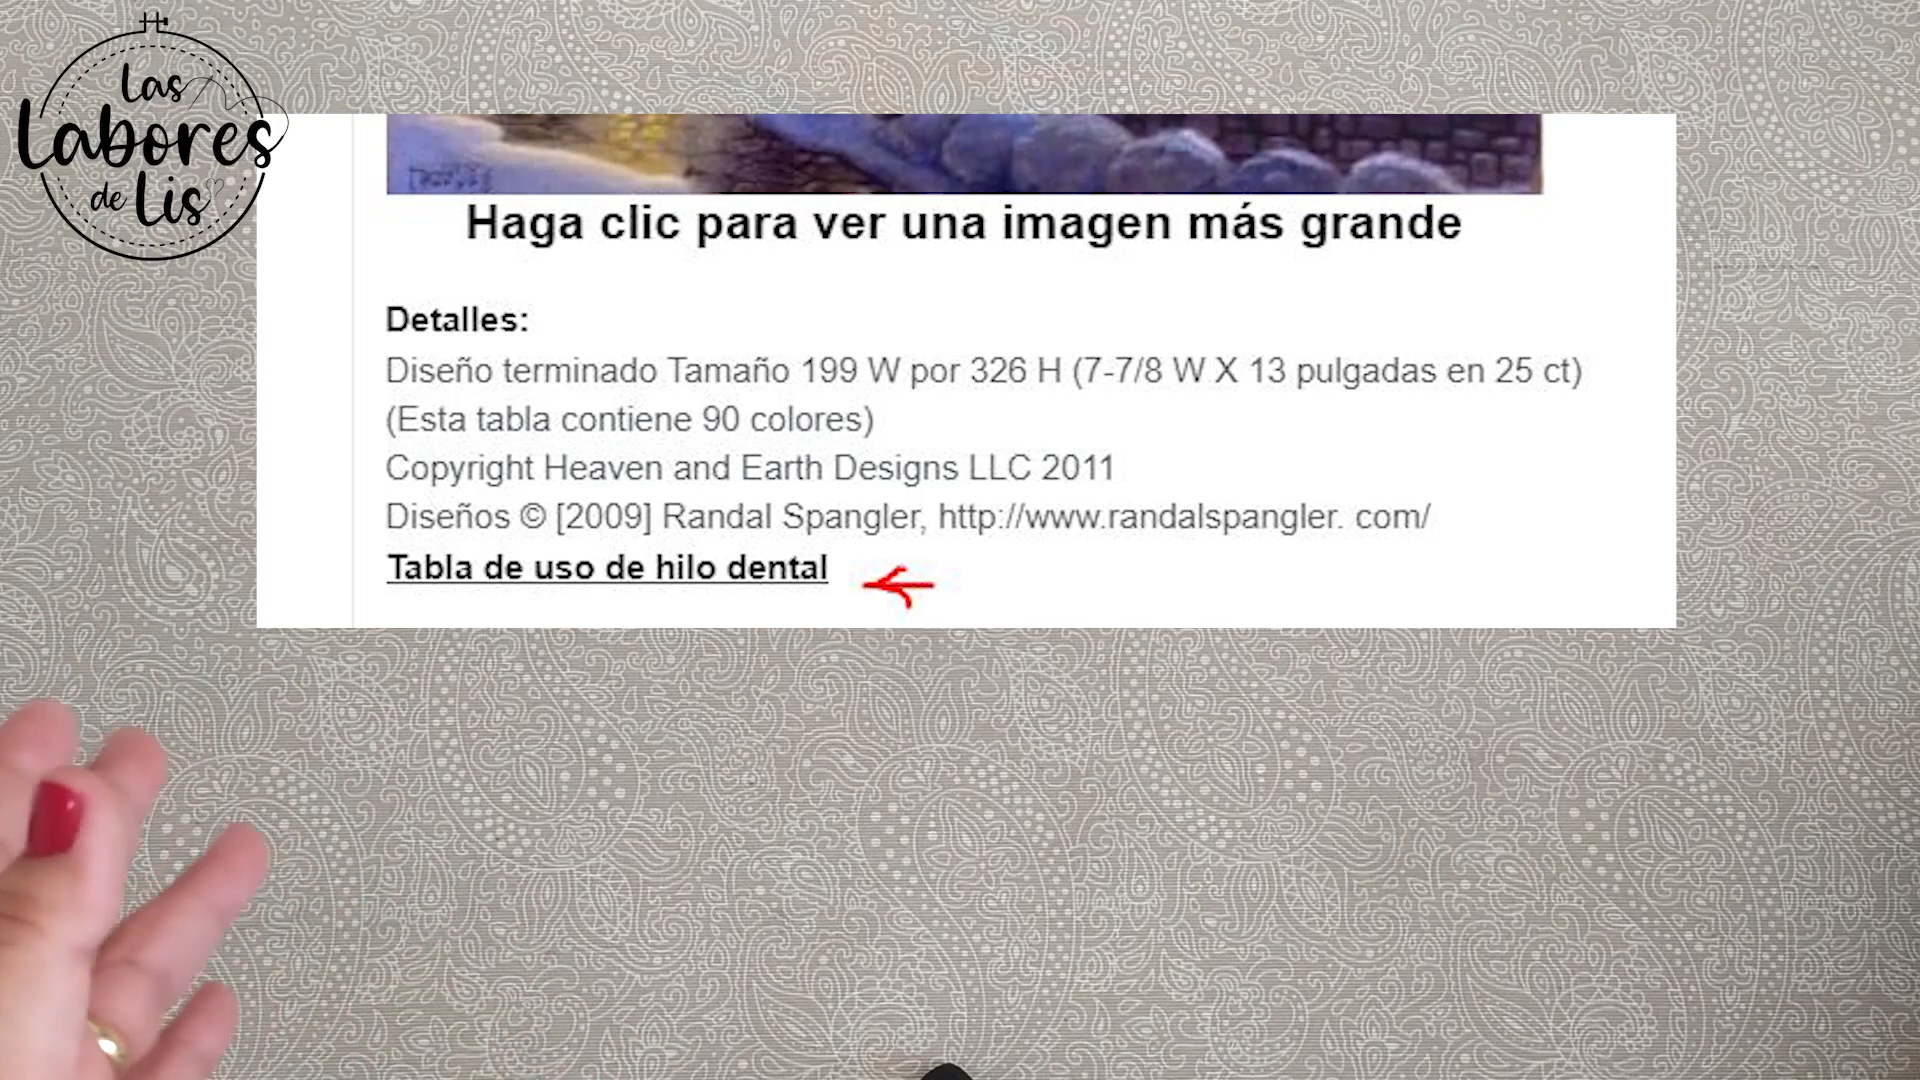 Las
Labores
de Lis
Haga clic para ver una imagen más grande
Detalles:
Diseño terminado Tamaño 199 W por 326 H (7-7/8 W X 13 pulgadas en 25 ct)
(Esta tabla contiene 90 colores)
Copyright Heaven and Earth Designs LLC 2011
Diseños © [2009] Randal Spangler, http://www.randalspangler. com/
Tabla de uso de hilo dental